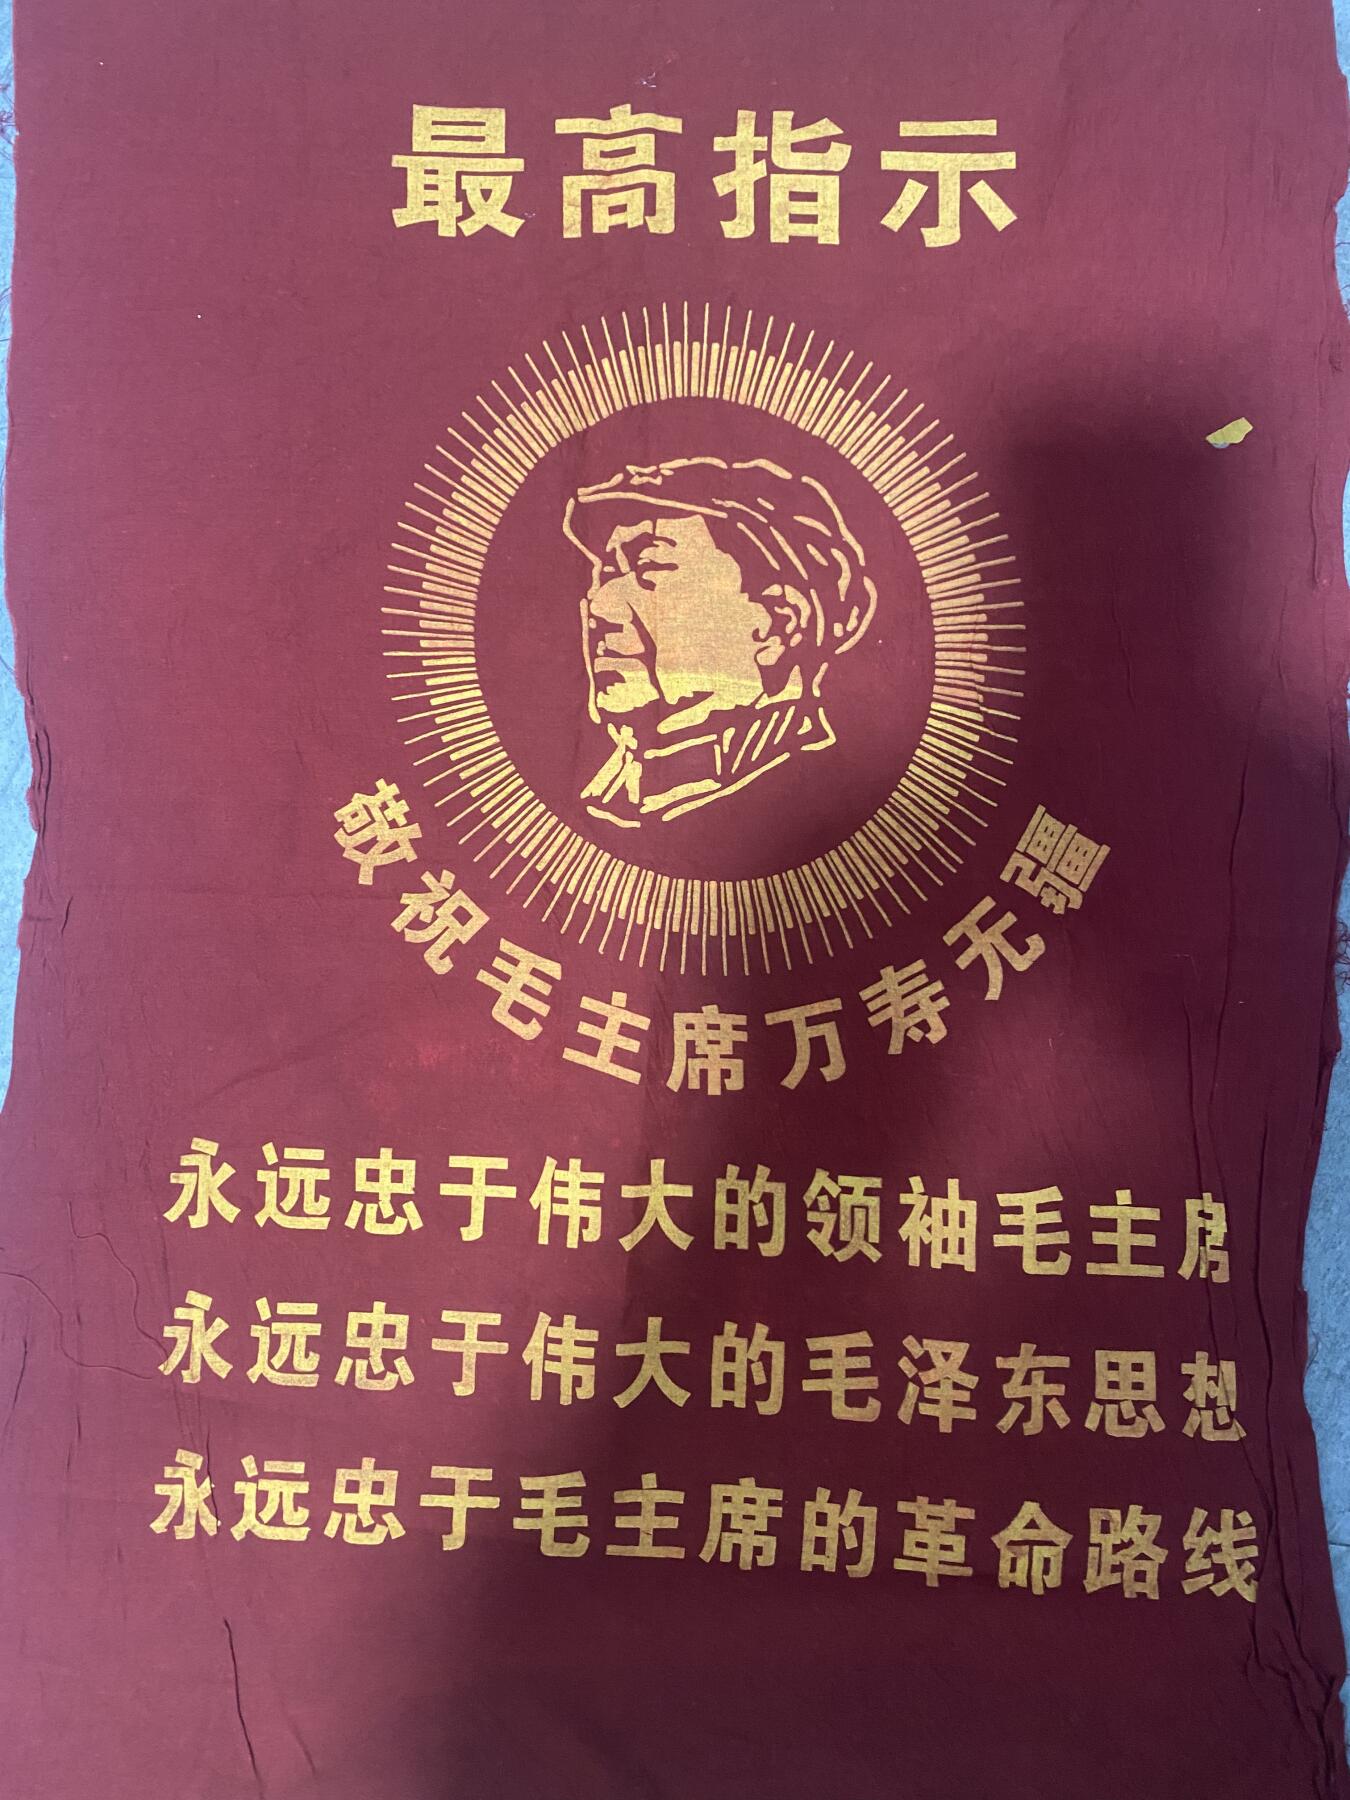 最高指示
敬祝毛主席万寿无疆
永远忠于伟大的领袖毛主席
永远忠于伟大的毛泽东思想
永远忠于毛主席的革命路线